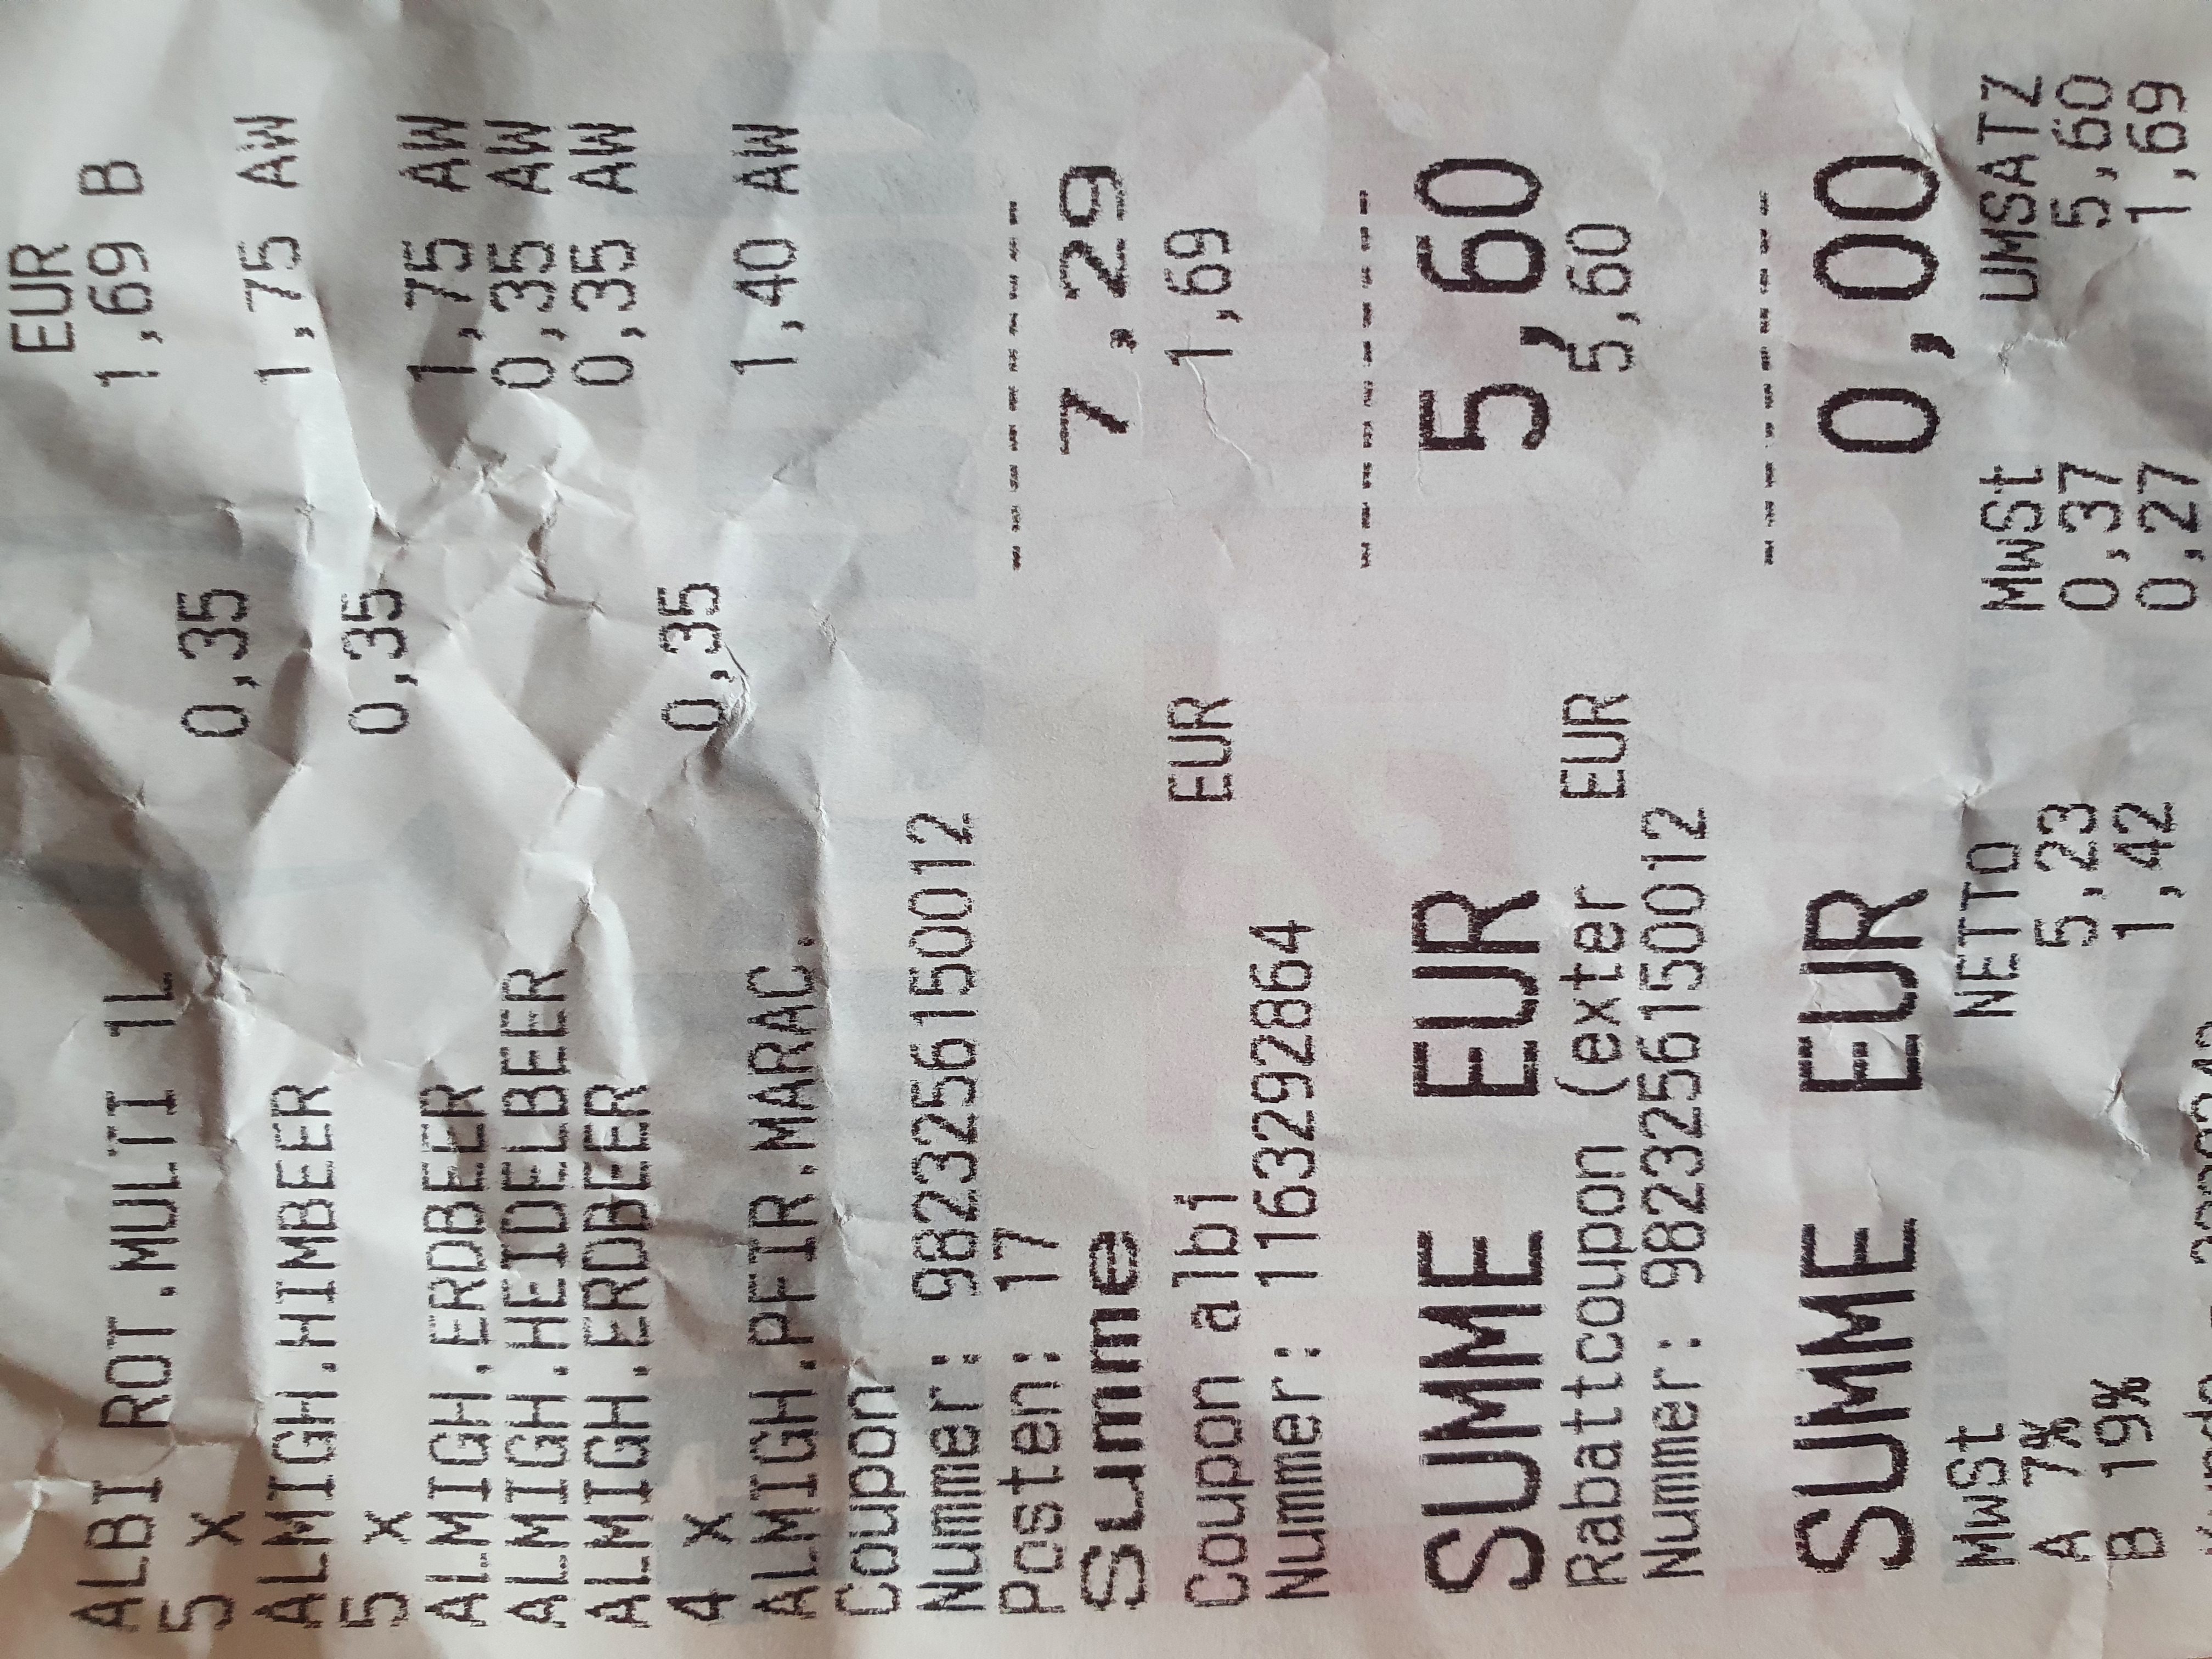 EUR
ALBI ROT.MULTI 1L 1,69 B
5 x 0,35
ALMIGH.HIMBEER 1,75 AW
5 x 0,35
ALMIGH.ERDBEER 1,75 AW
ALMIGH.HEIDELBEER 0,35 AW
ALMIGH.ERDBEER 0,35 AW
4 x 0,35
ALMIGH.PFIR.MARAC. 1,40 AW
Coupon
Nummer: 9823256150012
Posten: 17
Summe 7,29
Coupon albi EUR 1,69
Nummer: 1163292864
SUMME EUR 5,60
Rabattcoupon (exter EUR 5,60
Nummer: 9823256150012
SUMME EUR 0,00
MwSt NETTO MwSt UMSATZ
A 7% 5,23 0,37 5,60
B 19% 1,42 0,27 1,69